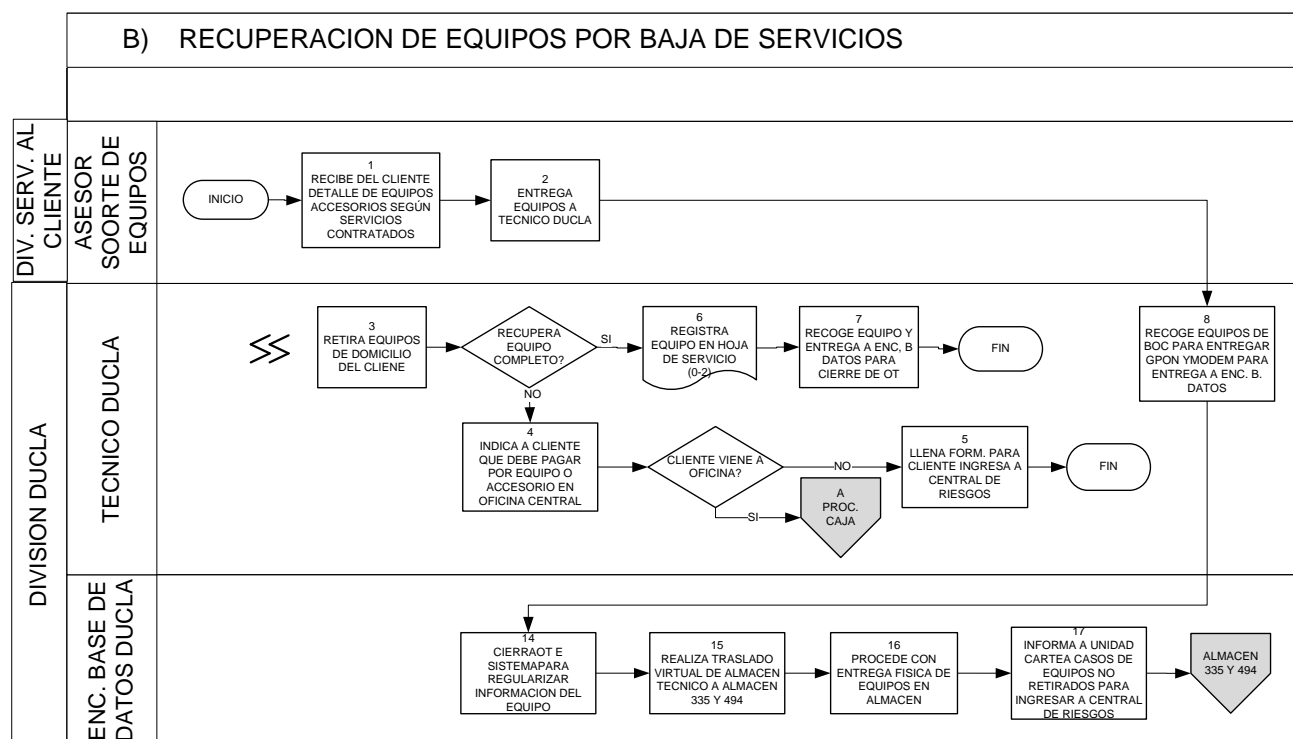 B) RECUPERACION DE EQUIPOS POR BAJA DE SERVICIOS
DIV. SERV. AL
CLIENTE
ASESOR
SOORTE DE
EQUIPOS
INICIO
1
RECIBE DEL CLIENTE
DETALLE DE EQUIPOS
ACCESORIOS SEGÚN
SERVICIOS
CONTRATADOS
2
ENTREGA
EQUIPOS A
TECNICO DUCLA
DIVISION DUCLA
TECNICO DUCLA
3
RETIRA EQUIPOS
DE DOMICILIO
DEL CLIENE
RECUPERA
EQUIPO
COMPLETO?
SI
6
REGISTRA
EQUIPO EN HOJA
DE SERVICIO
(0-2)
7
RECOGE EQUIPO Y
ENTREGA A ENC, B
DATOS PARA
CIERRE DE OT
FIN
8
RECOGE EQUIPOS DE
BOC PARA ENTREGAR
GPON YMODEM PARA
ENTREGA A ENC. B.
DATOS
NO
4
INDICA A CLIENTE
QUE DEBE PAGAR
POR EQUIPO O
ACCESORIO EN
OFICINA CENTRAL
CLIENTE VIENE A
OFICINA?
NO
5
LLENA FORM. PARA
CLIENTE INGRESA A
CENTRAL DE
RIESGOS
FIN
SI
A
PROC.
CAJA
ENC. BASE DE
DATOS DUCLA
14
CIERRAOT E
SISTEMAPARA
REGULARIZAR
INFORMACION DEL
EQUIPO
15
REALIZA TRASLADO
VIRTUAL DE ALMACEN
TECNICO A ALMACEN
335 Y 494
16
PROCEDE CON
ENTREGA FISICA DE
EQUIPOS EN
ALMACEN
17
INFORMA A UNIDAD
CARTEA CASOS DE
EQUIPOS NO
RETIRADOS PARA
INGRESAR A CENTRAL
DE RIESGOS
ALMACEN
335 Y 494